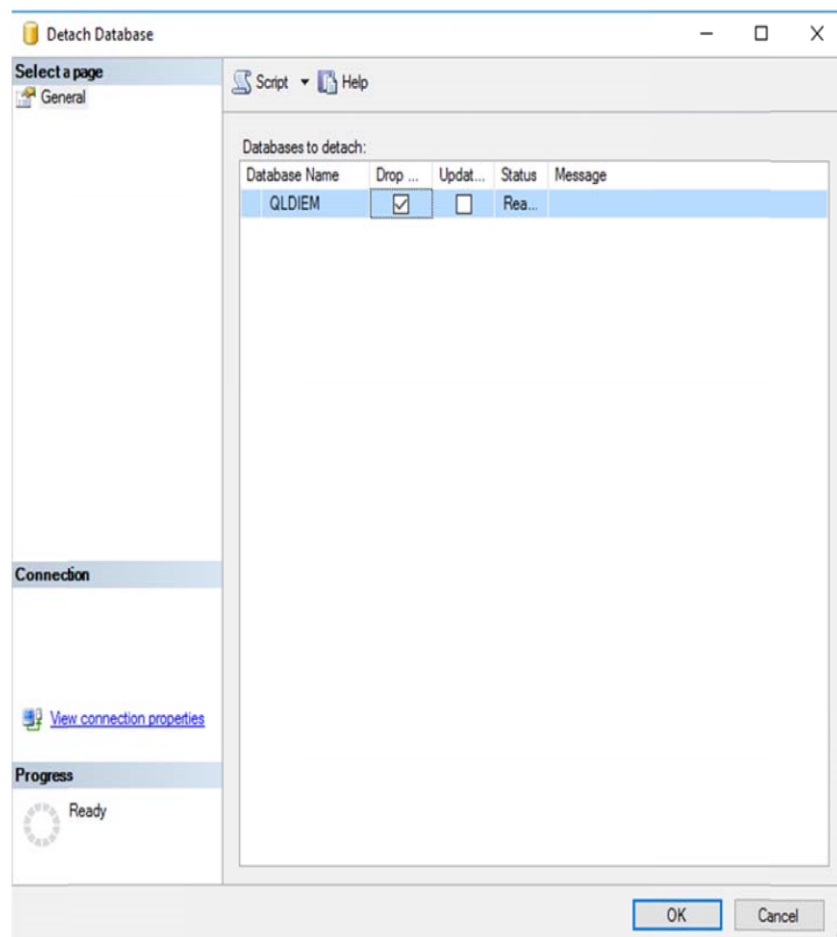 Detach Database
Select a page
General
Script Help
Databases to detach:
Database Name Drop ... Updat... Status Message
QLDIEM Rea...
Connection
View connection properties
Progress
Ready
OK Cancel